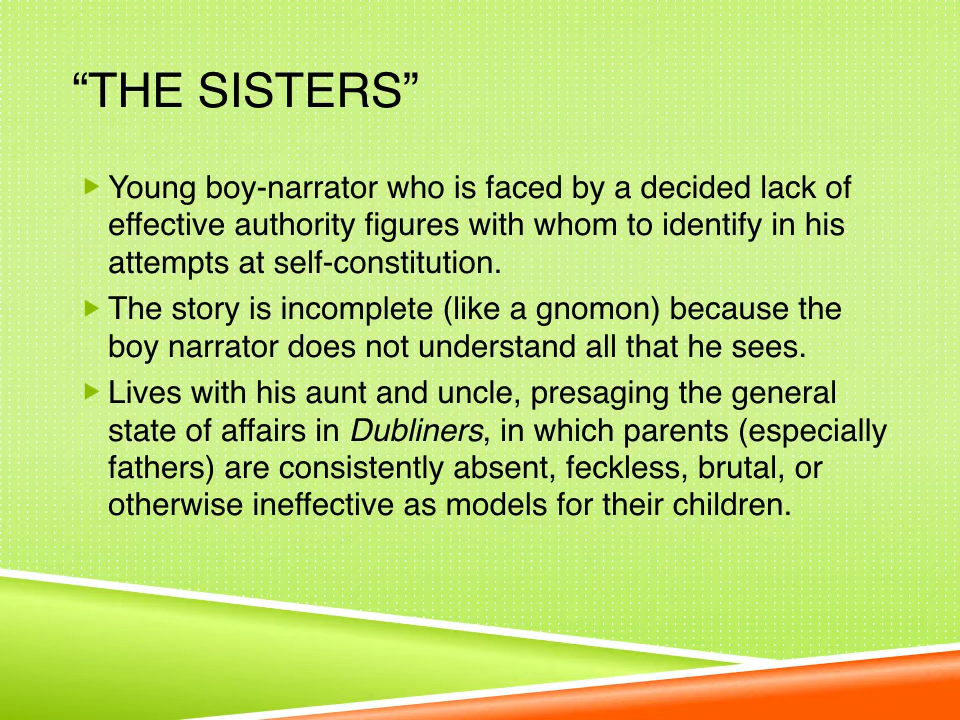 “THE SISTERS”
Young boy-narrator who is faced by a decided lack of
effective authority figures with whom to identify in his
attempts at self-constitution.
The story is incomplete (like a gnomon) because the
boy narrator does not understand all that he sees.
Lives with his aunt and uncle, presaging the general
state of affairs in Dubliners, in which parents (especially
fathers) are consistently absent, feckless, brutal, or
otherwise ineffective as models for their children.